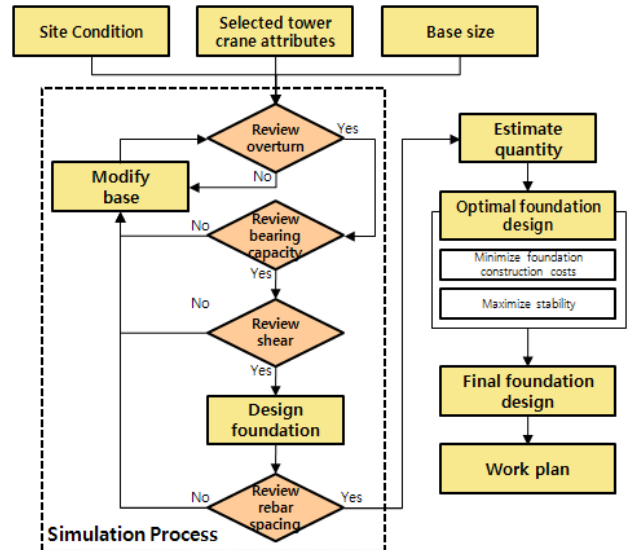 Site Condition
Selected tower
crane attributes
Base size
Review
overturn
Yes
No
Modify
base
Review
bearing
capacity
No
Yes
Review
shear
No
Yes
Design
foundation
Review
rebar
spacing
No
Yes
Simulation Process
Estimate
quantity
Optimal foundation
design
Minimize foundation
construction costs
Maximize stability
Final foundation
design
Work plan